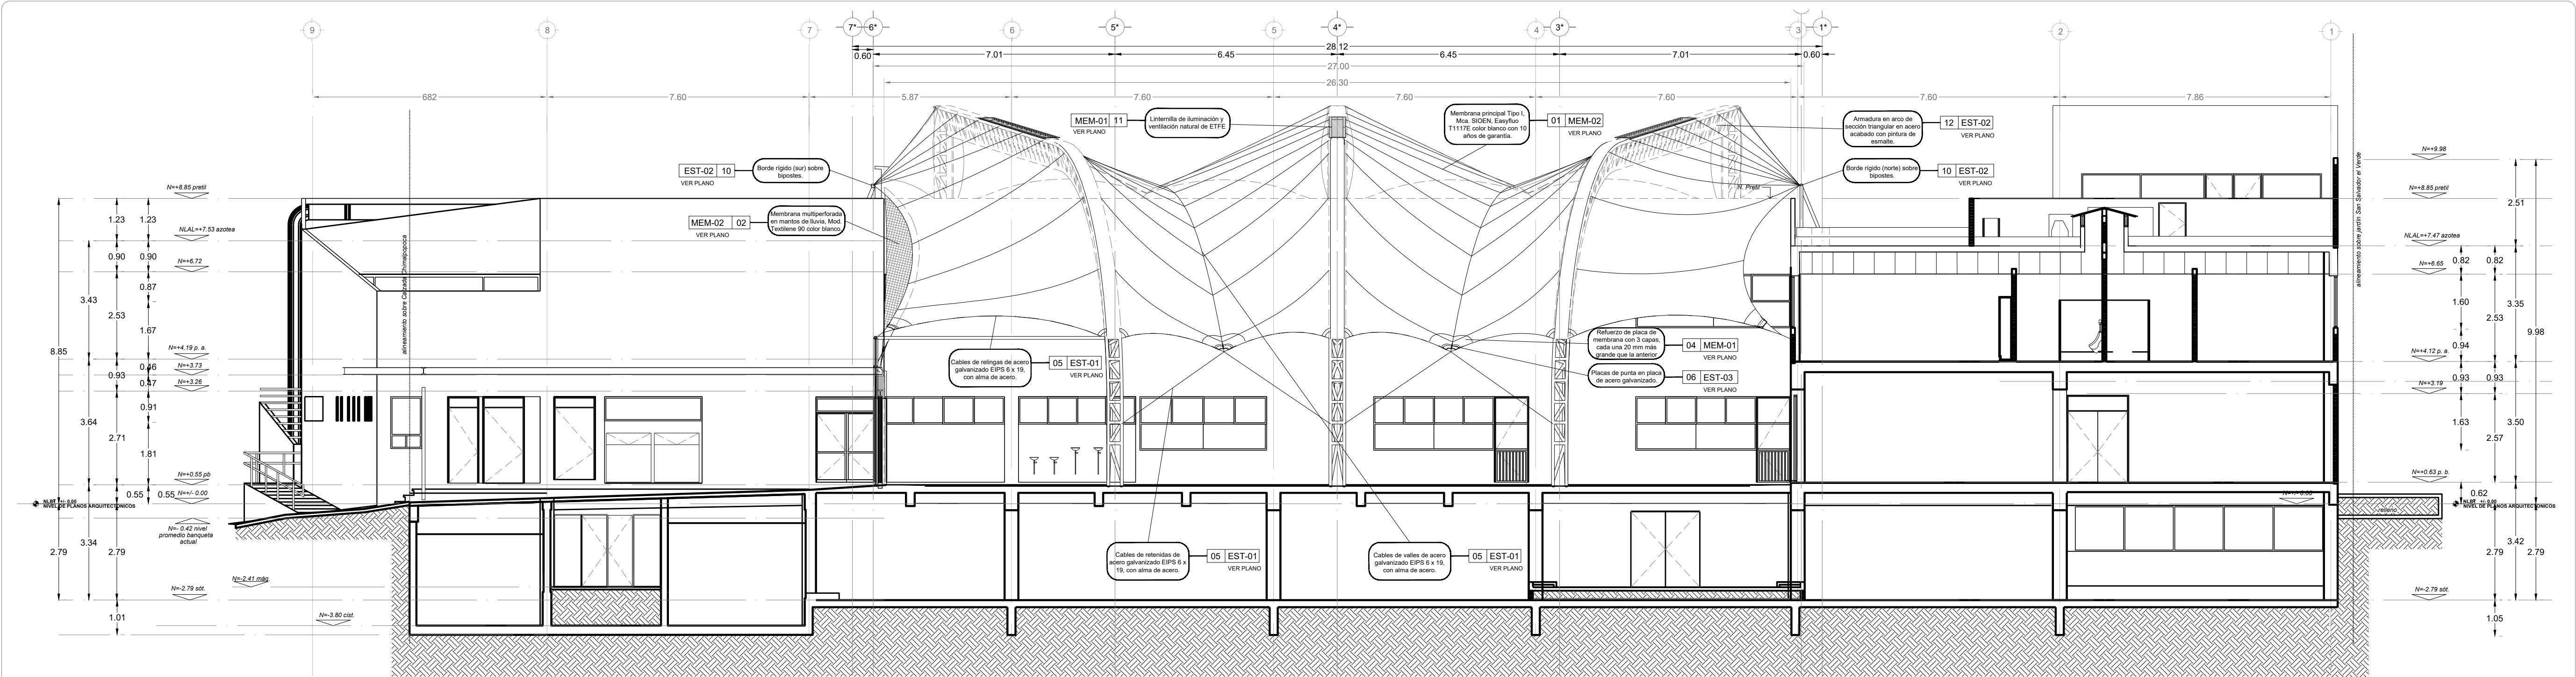 9
8
7
7*
6*
6
5*
5
4*
4
3*
3
1*
2
1
28.12
0.60
7.01
6.45
6.45
7.01
0.60
27.00
26.30
682
7.60
5.87
7.60
7.60
7.60
7.60
7.86
MEM-01 11
VER PLANO
Linternilla de iluminación y
ventilación natural de ETFE
Membrana principal Tipo I,
Mca. SIOEN, Easyfluo
T1117E color blanco con 10
años de garantía.
01 MEM-02
VER PLANO
Armadura en arco de
sección triangular en acero
acabado con pintura de
esmalte.
12 EST-02
VER PLANO
EST-02 10
VER PLANO
Borde rígido (sur) sobre
bipostes.
Borde rígido (norte) sobre
bipostes.
10 EST-02
VER PLANO
MEM-02 02
VER PLANO
Membrana multiperforada
en mantos de lluvia, Mod.
Textilene 90 color blanco.
N. Pretil
Cables de relingas de acero
galvanizado EIPS 6 x 19,
con alma de acero.
05 EST-01
VER PLANO
Refuerzo de placa de
membrana con 3 capas,
cada una 20 mm más
grande que la anterior
04 MEM-01
VER PLANO
Placas de punta en placa
de acero galvanizado.
06 EST-03
VER PLANO
Cables de retenidas de
acero galvanizado EIPS 6 x
19, con alma de acero.
05 EST-01
VER PLANO
Cables de valles de acero
galvanizado EIPS 6 x 19,
con alma de acero.
05 EST-01
VER PLANO
alineamiento sobre Calzada Chimalpopoca
alineamiento sobre jardín San Salvador el Verde
N=+8.85 pretil
NLAL=+7.53 azotea
N=+6.72
N=+4.19 p. a.
N=+3.73
N=+3.26
N=+0.55 pb
N=+/- 0.00
NLBT +/- 0.00
NIVEL DE PLANOS ARQUITECTONICOS
N=- 0.42 nivel
promedio banqueta
actual
N=-2.41 máq.
N=-2.79 sót.
N=-3.80 cist.
8.85
2.79
3.43
3.64
3.34
1.23
0.90
2.53
0.93
2.71
0.55
2.79
1.01
1.23
0.90
0.87
1.67
0.46
0.47
0.91
1.81
0.55
N=+9.98
N=+8.85 pretil
NLAL=+7.47 azotea
N=+6.65
N=+4.12 p. a.
N=+3.19
N=+0.63 p. b.
N=+/- 0.00
NLBT +/- 0.00
NIVEL DE PLANOS ARQUITECTONICOS
relleno
N=-2.79 sót.
0.82
1.60
0.94
0.93
1.63
0.62
0.82
2.53
0.93
2.57
2.79
1.05
2.51
3.35
3.50
3.42
9.98
2.79